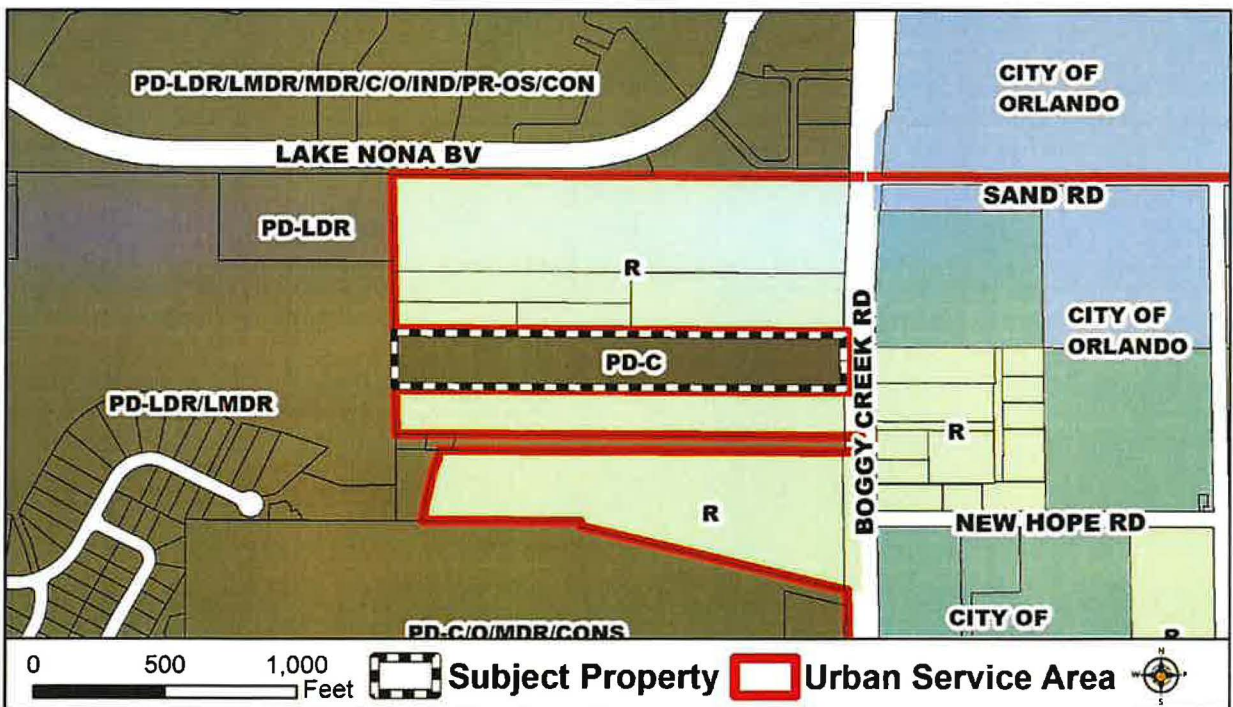 PD-LDR/LMDR/MDR/C/O/IND/PR-OS/CON
CITY OF
ORLANDO
LAKE NONA BV
SAND RD
PD-LDR
R
CITY OF
ORLANDO
PD-C
BOGGY CREEK RD
PD-LDR/LMDR
R
R
NEW HOPE RD
CITY OF
PD-C/O/MDR/CONS
R
0 500 1,000
Feet
Subject Property
Urban Service Area
N
W
S